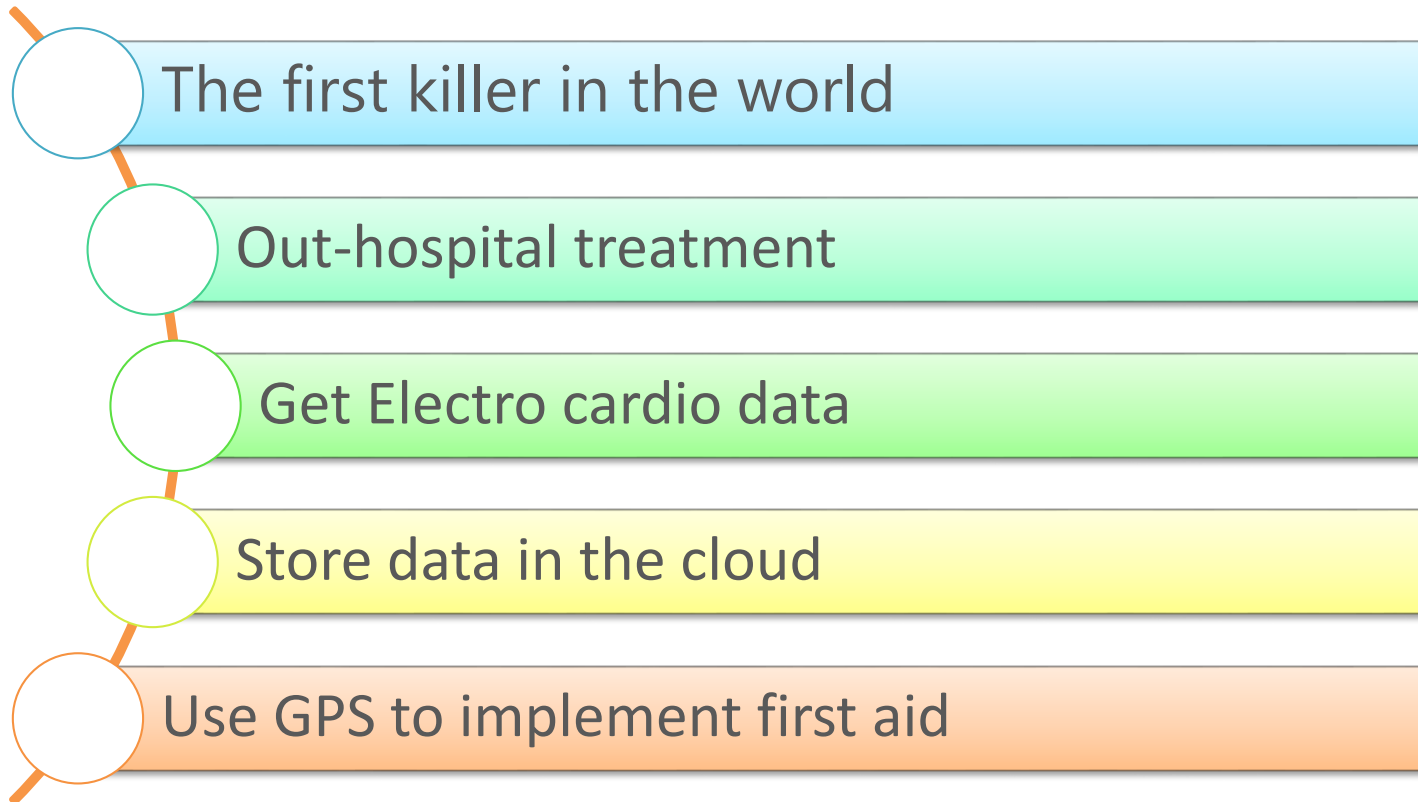 The first killer in the world
Out-hospital treatment
Get Electro cardio data
Store data in the cloud
Use GPS to implement first aid